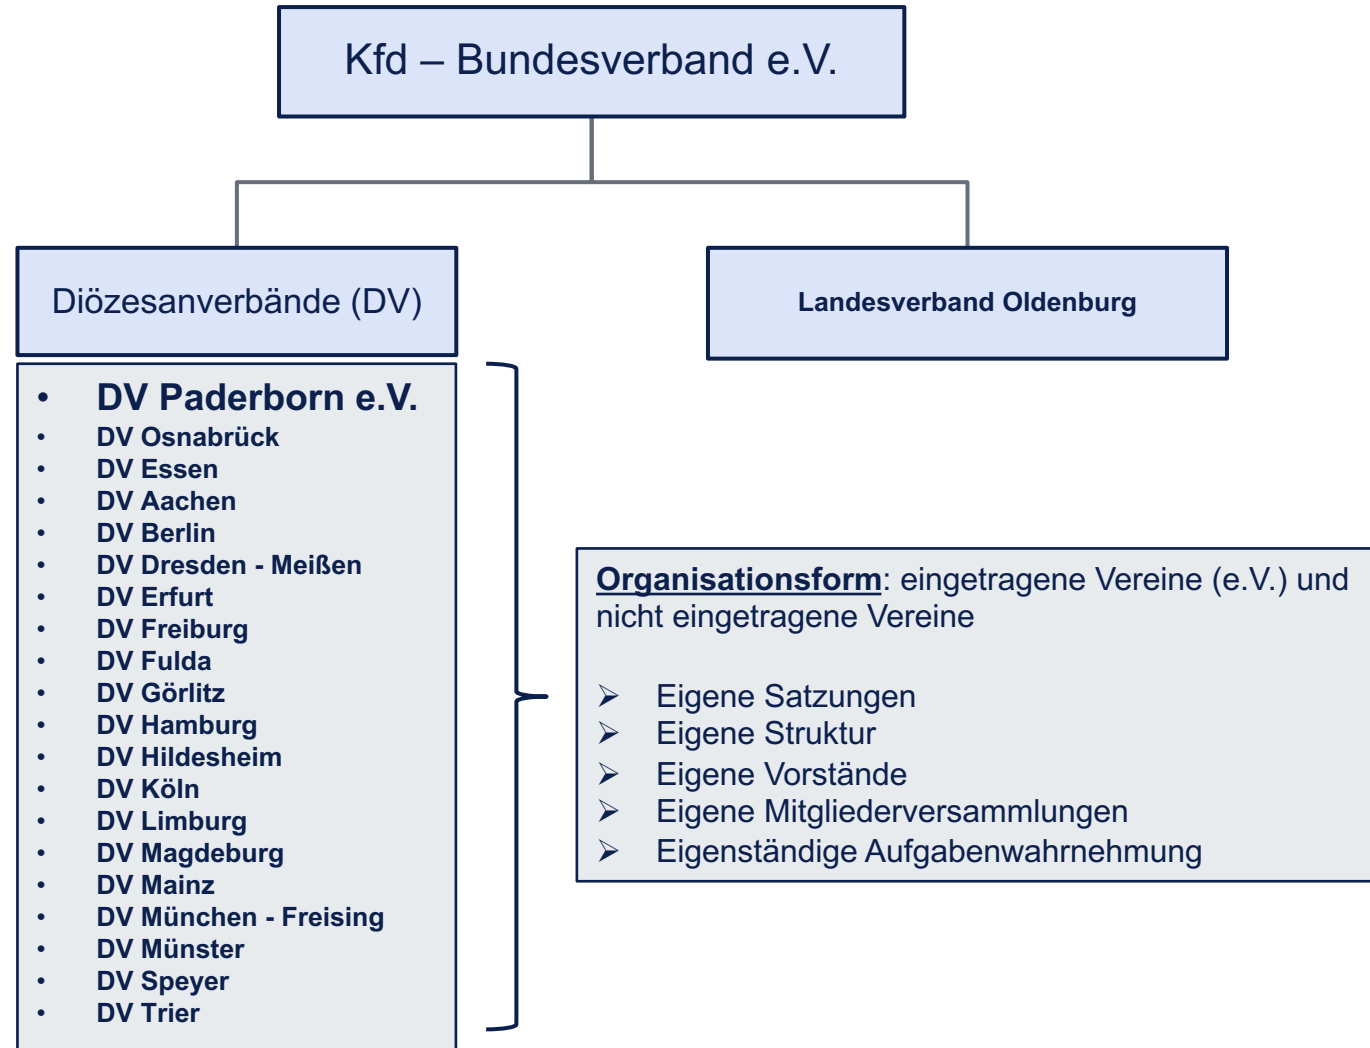 Kfd – Bundesverband e.V.
Diözesanverbände (DV)
Landesverband Oldenburg
• DV Paderborn e.V.
• DV Osnabrück
• DV Essen
• DV Aachen
• DV Berlin
• DV Dresden - Meißen
• DV Erfurt
• DV Freiburg
• DV Fulda
• DV Görlitz
• DV Hamburg
• DV Hildesheim
• DV Köln
• DV Limburg
• DV Magdeburg
• DV Mainz
• DV München - Freising
• DV Münster
• DV Speyer
• DV Trier
Organisationsform: eingetragene Vereine (e.V.) und
nicht eingetragene Vereine
➢ Eigene Satzungen
➢ Eigene Struktur
➢ Eigene Vorstände
➢ Eigene Mitgliederversammlungen
➢ Eigenständige Aufgabenwahrnehmung